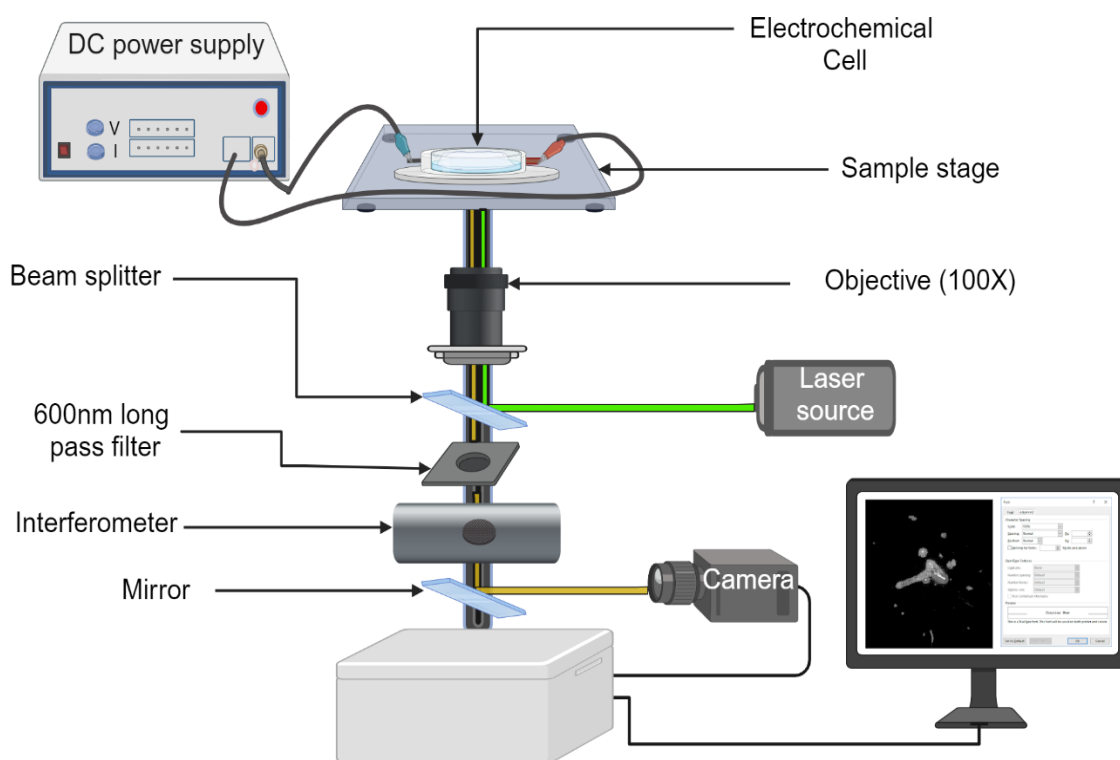 DC power supply
V
I
Electrochemical
Cell
Sample stage
Beam splitter
Objective (100X)
Laser
source
600nm long
pass filter
Interferometer
Mirror
Camera